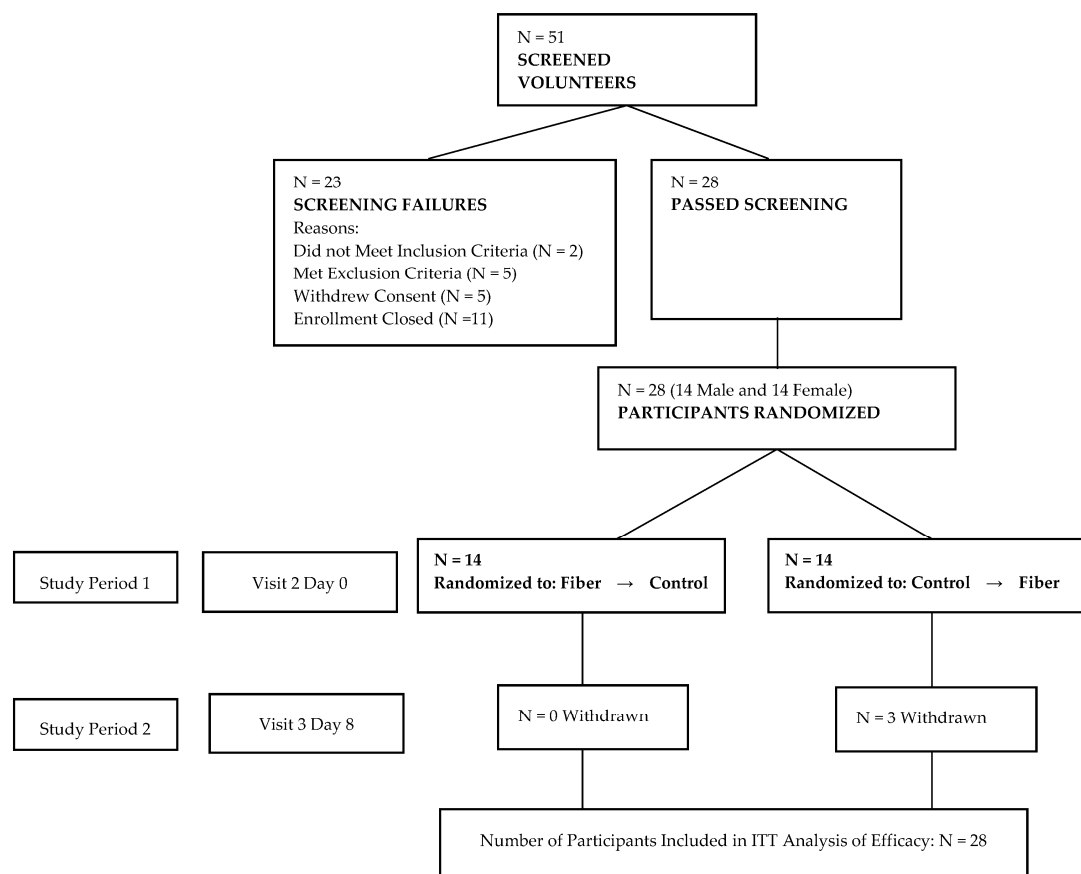 N = 51
SCREENED
VOLUNTEERS
N = 23
SCREENING FAILURES
Reasons:
Did not Meet Inclusion Criteria (N = 2)
Met Exclusion Criteria (N = 5)
Withdrew Consent (N = 5)
Enrollment Closed (N =11)
N = 28
PASSED SCREENING
N = 28 (14 Male and 14 Female)
PARTICIPANTS RANDOMIZED
Study Period 1
Visit 2 Day 0
N = 14
Randomized to: Fiber → Control
N = 14
Randomized to: Control → Fiber
Study Period 2
Visit 3 Day 8
N = 0 Withdrawn
N = 3 Withdrawn
Number of Participants Included in ITT Analysis of Efficacy: N = 28